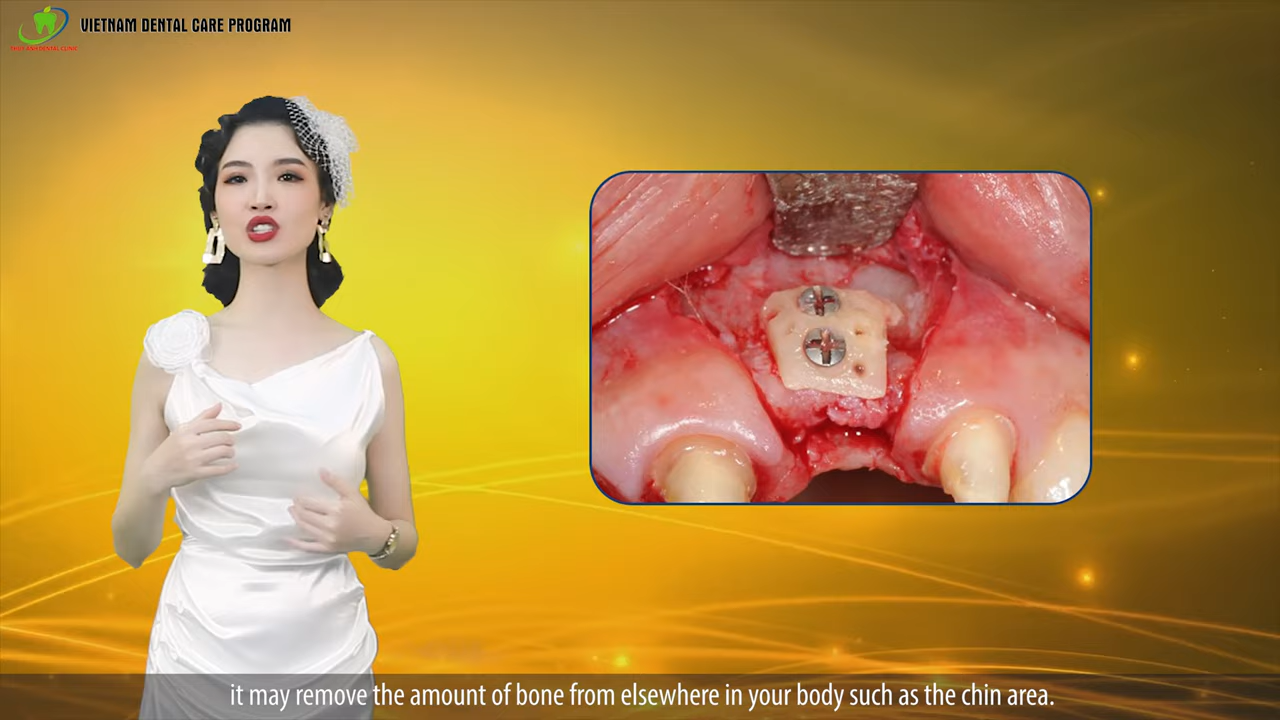 VIETNAM DENTAL CARE PROGRAM
it may remove the amount of bone from elsewhere in your body such as the chin area.